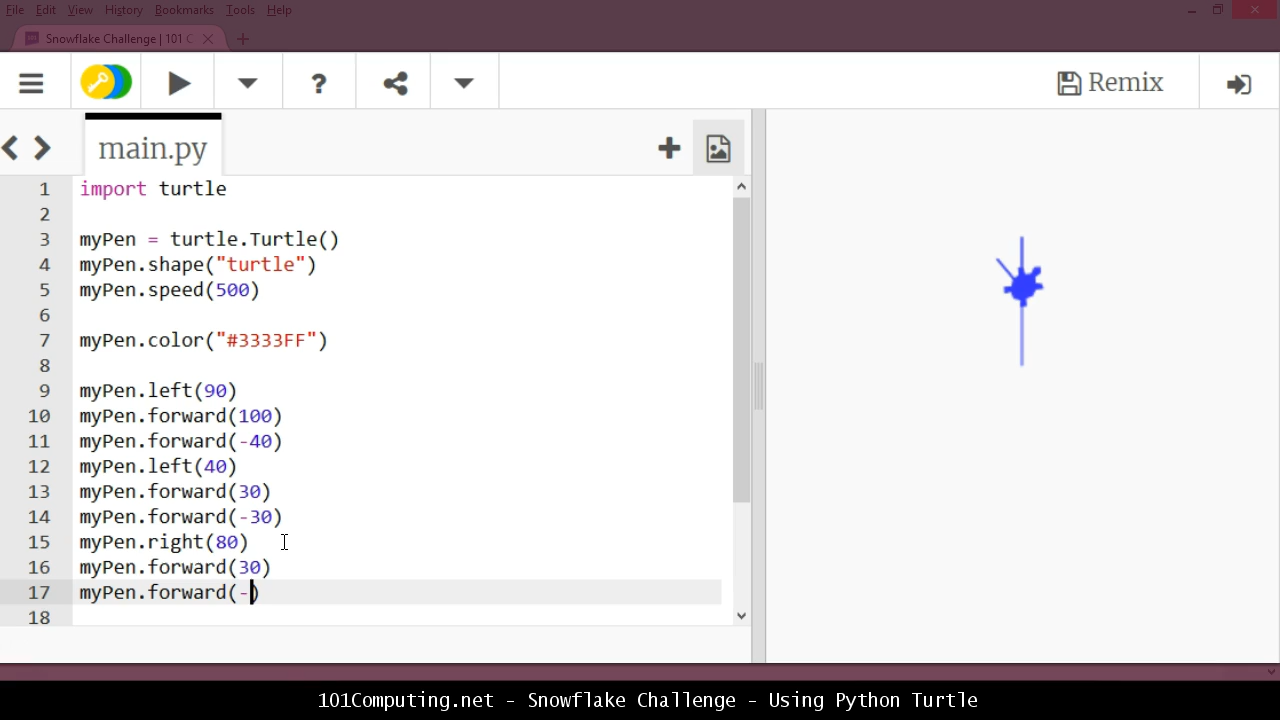 File Edit View History Bookmarks Tools Help
Snowflake Challenge | 101 C
? Remix
main.py
1 import turtle
2
3 myPen = turtle.Turtle()
4 myPen.shape("turtle")
5 myPen.speed(500)
6
7 myPen.color("#3333FF")
8
9 myPen.left(90)
10 myPen.forward(100)
11 myPen.forward(-40)
12 myPen.left(40)
13 myPen.forward(30)
14 myPen.forward(-30)
15 myPen.right(80)
16 myPen.forward(30)
17 myPen.forward(-)
18
101Computing.net - Snowflake Challenge - Using Python Turtle